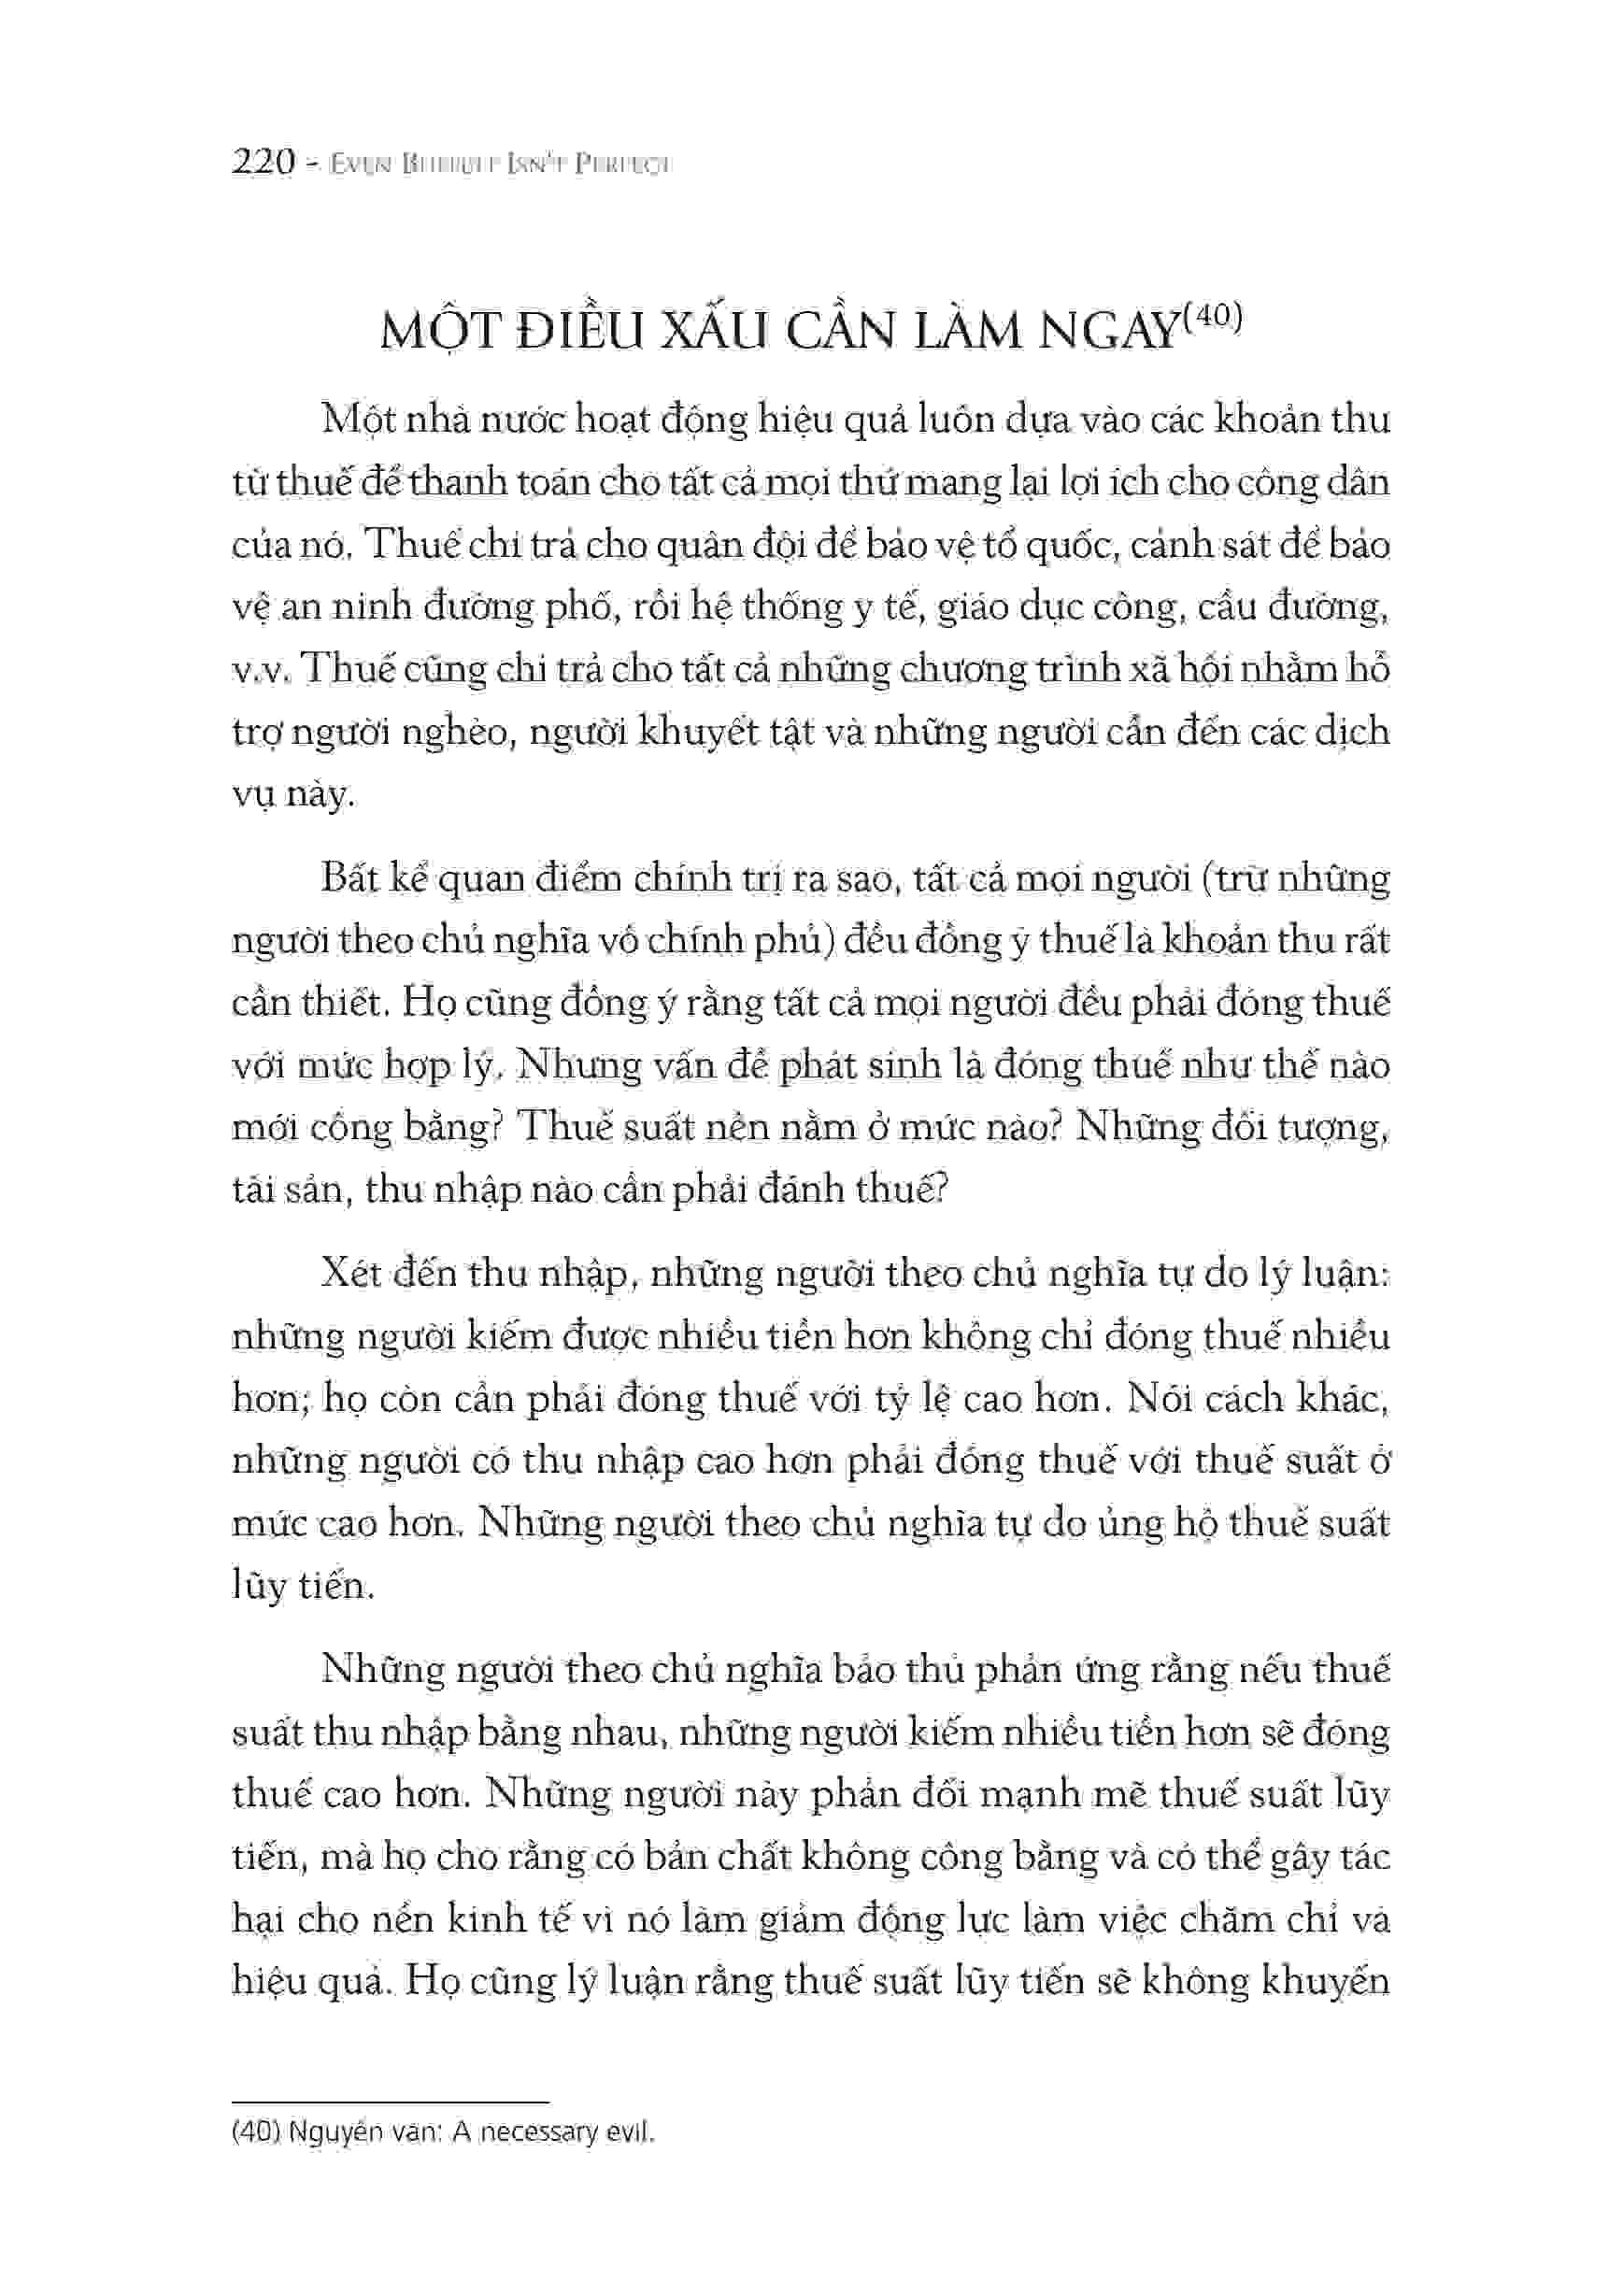 220 - EVEN BUFFETT ISN'T PERFECT
MỘT ĐIỀU XẤU CẦN LÀM NGAY(40)
Một nhà nước hoạt động hiệu quả luôn dựa vào các khoản thu
từ thuế để thanh toán cho tất cả mọi thứ mang lại lợi ích cho công dân
của nó. Thuế chi trả cho quân đội để bảo vệ tổ quốc, cảnh sát để bảo
vệ an ninh đường phố, rồi hệ thống y tế, giáo dục công, cầu đường,
v.v. Thuế cũng chi trả cho tất cả những chương trình xã hội nhằm hỗ
trợ người nghèo, người khuyết tật và những người cần đến các dịch
vụ này.
Bất kể quan điểm chính trị ra sao, tất cả mọi người (trừ những
người theo chủ nghĩa vô chính phủ) đều đồng ý thuế là khoản thu rất
cần thiết. Họ cũng đồng ý rằng tất cả mọi người đều phải đóng thuế
với mức hợp lý. Nhưng vấn đề phát sinh là đóng thuế như thế nào
mới công bằng? Thuế suất nên nằm ở mức nào? Những đối tượng,
tài sản, thu nhập nào cần phải đánh thuế?
Xét đến thu nhập, những người theo chủ nghĩa tự do lý luận:
những người kiếm được nhiều tiền hơn không chỉ đóng thuế nhiều
hơn; họ còn cần phải đóng thuế với tỷ lệ cao hơn. Nói cách khác,
những người có thu nhập cao hơn phải đóng thuế với thuế suất ở
mức cao hơn. Những người theo chủ nghĩa tự do ủng hộ thuế suất
lũy tiến.
Những người theo chủ nghĩa bảo thủ phản ứng rằng nếu thuế
suất thu nhập bằng nhau, những người kiếm nhiều tiền hơn sẽ đóng
thuế cao hơn. Những người này phản đối mạnh mẽ thuế suất lũy
tiến, mà họ cho rằng có bản chất không công bằng và có thể gây tác
hại cho nền kinh tế vì nó làm giảm động lực làm việc chăm chỉ và
hiệu quả. Họ cũng lý luận rằng thuế suất lũy tiến sẽ không khuyến
(40) Nguyên văn: A necessary evil.